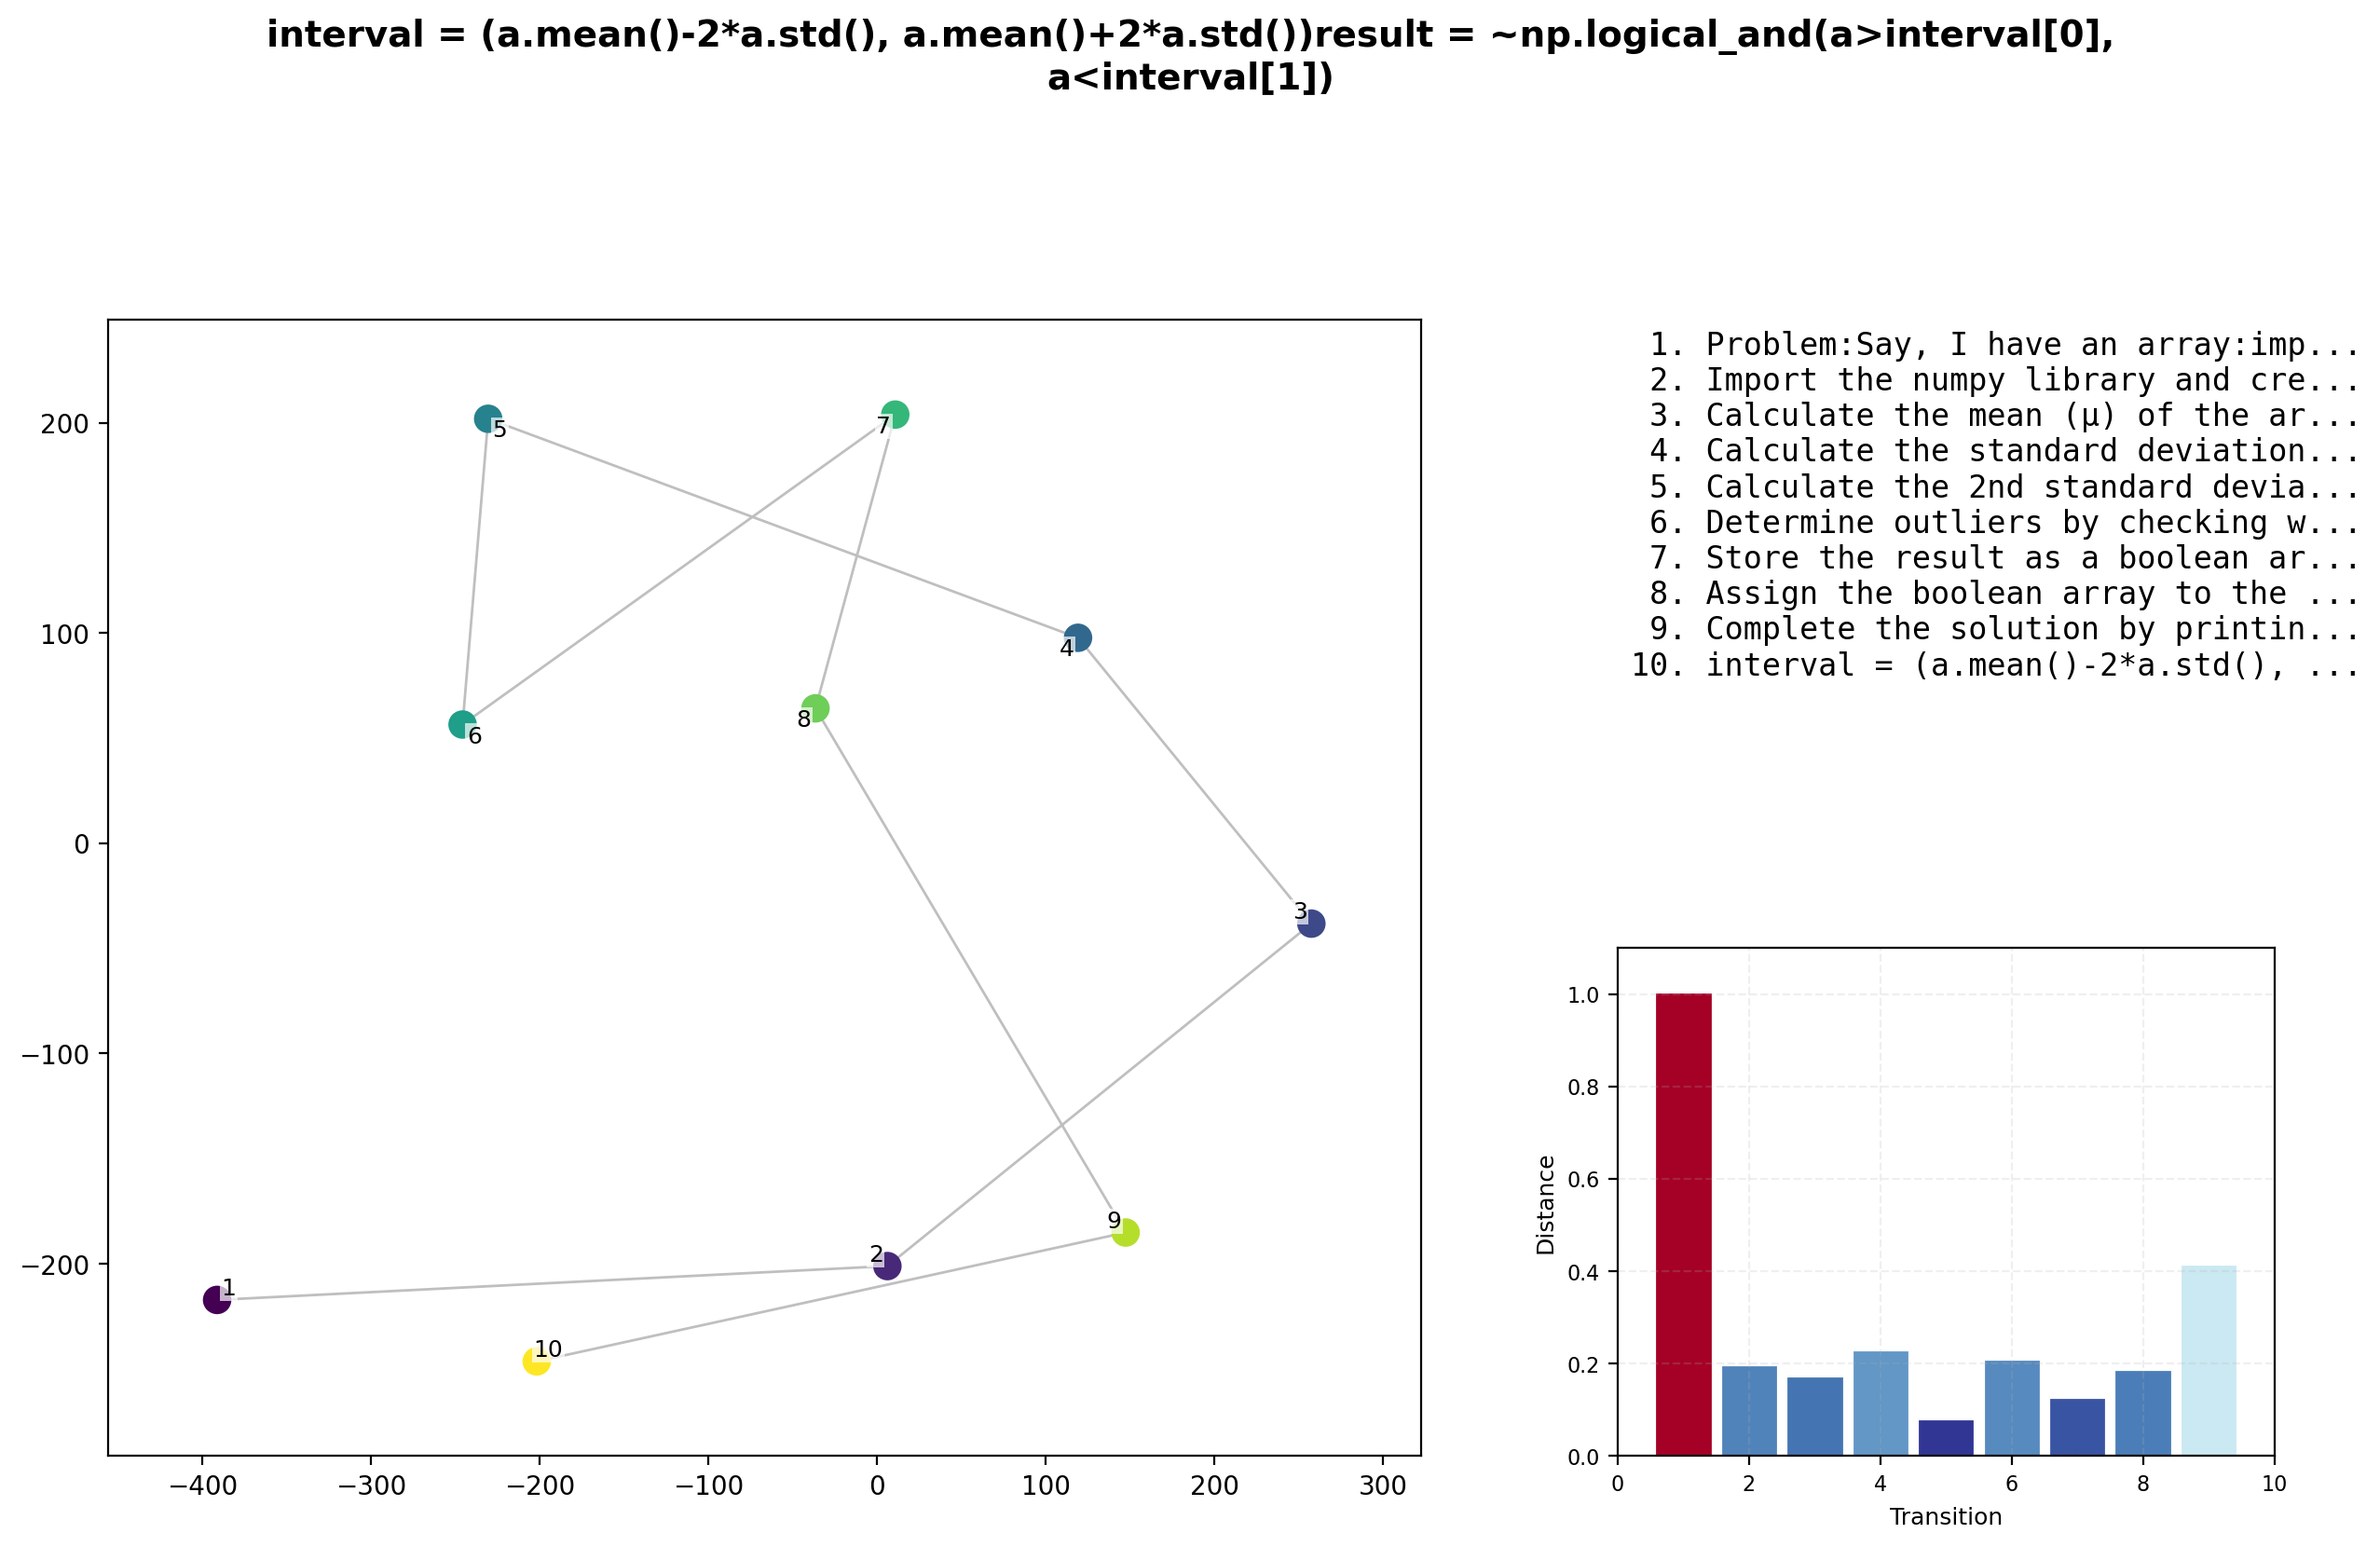 interval = (a.mean()-2*a.std(), a.mean()+2*a.std())result = ~np.logical_and(a>interval[0],
a<interval[1])
200
100
0
−100
−200
−400
−300
−200
−100
0
100
200
300
1
2
3
4
5
6
7
8
9
10
1. Problem:Say, I have an array:imp...
2. Import the numpy library and cre...
3. Calculate the mean (μ) of the ar...
4. Calculate the standard deviation...
5. Calculate the 2nd standard devia...
6. Determine outliers by checking w...
7. Store the result as a boolean ar...
8. Assign the boolean array to the ...
9. Complete the solution by printin...
10. interval = (a.mean()-2*a.std(), ...
Distance
1.0
0.8
0.6
0.4
0.2
0.0
0
2
4
6
8
10
Transition